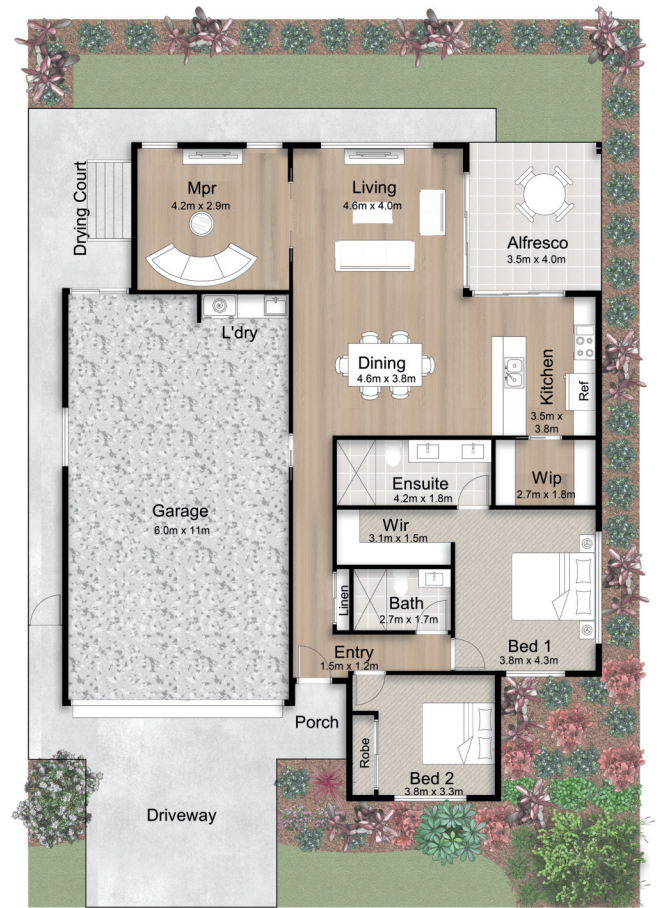 Drying Court
Mpr
4.2m x 2.9m
Living
4.6m x 4.0m
Alfresco
3.5m x 4.0m
L'dry
Dining
4.6m x 3.8m
Kitchen
3.5m x
3.8m
Ref
Ensuite
4.2m x 1.8m
Wip
2.7m x 1.8m
Garage
6.0m x 11m
Wir
3.1m x 1.5m
Linen
Bath
2.7m x 1.7m
Bed 1
3.8m x 4.3m
Entry
1.5m x 1.2m
Porch
Robe
Bed 2
3.8m x 3.3m
Driveway